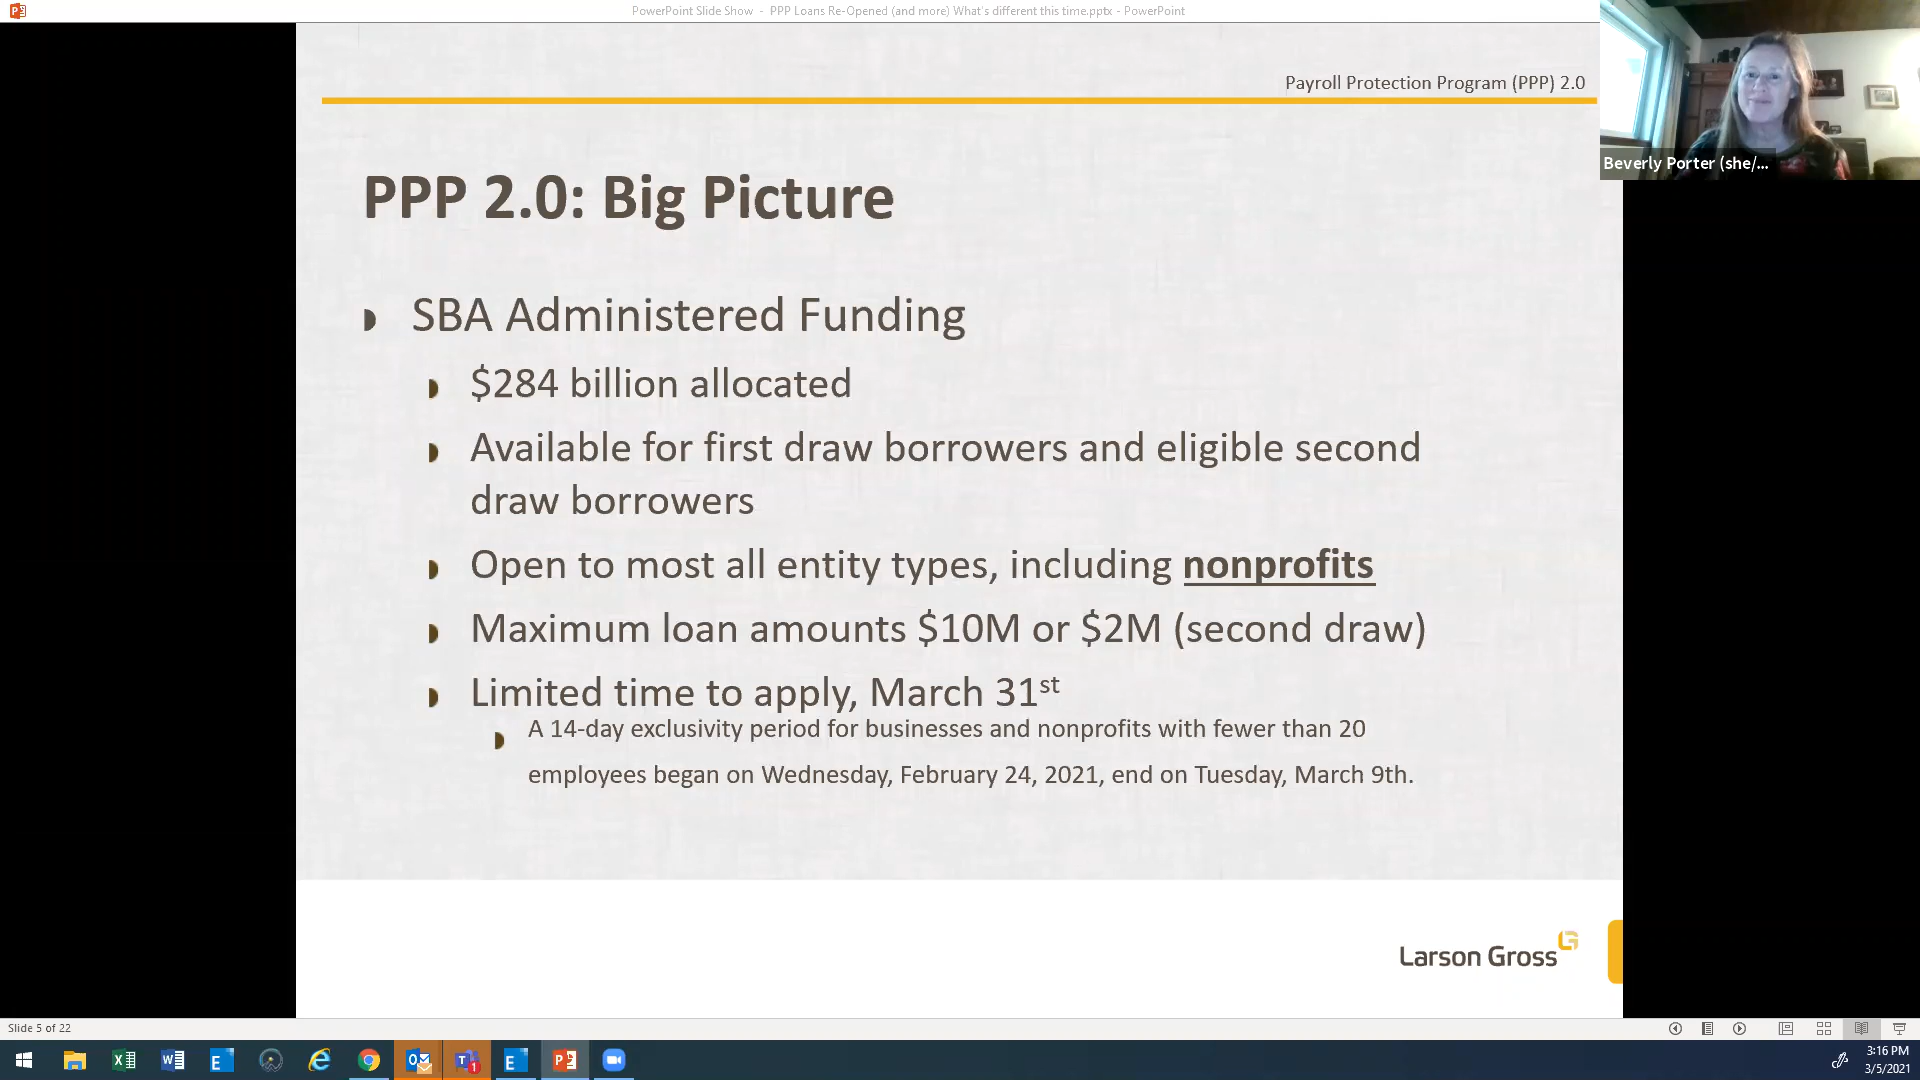 PowerPoint Slide Show - PPP Loans Re-Opened (and more) What's different this time.pptx - PowerPoint
Payroll Protection Program (PPP) 2.0
Beverly Porter (she/...
PPP 2.0: Big Picture
SBA Administered Funding
$284 billion allocated
Available for first draw borrowers and eligible second
draw borrowers
Open to most all entity types, including nonprofits
Maximum loan amounts $10M or $2M (second draw)
Limited time to apply, March 31st
A 14-day exclusivity period for businesses and nonprofits with fewer than 20
employees began on Wednesday, February 24, 2021, end on Tuesday, March 9th.
Larson Gross
Slide 5 of 22
3:16 PM
3/5/2021